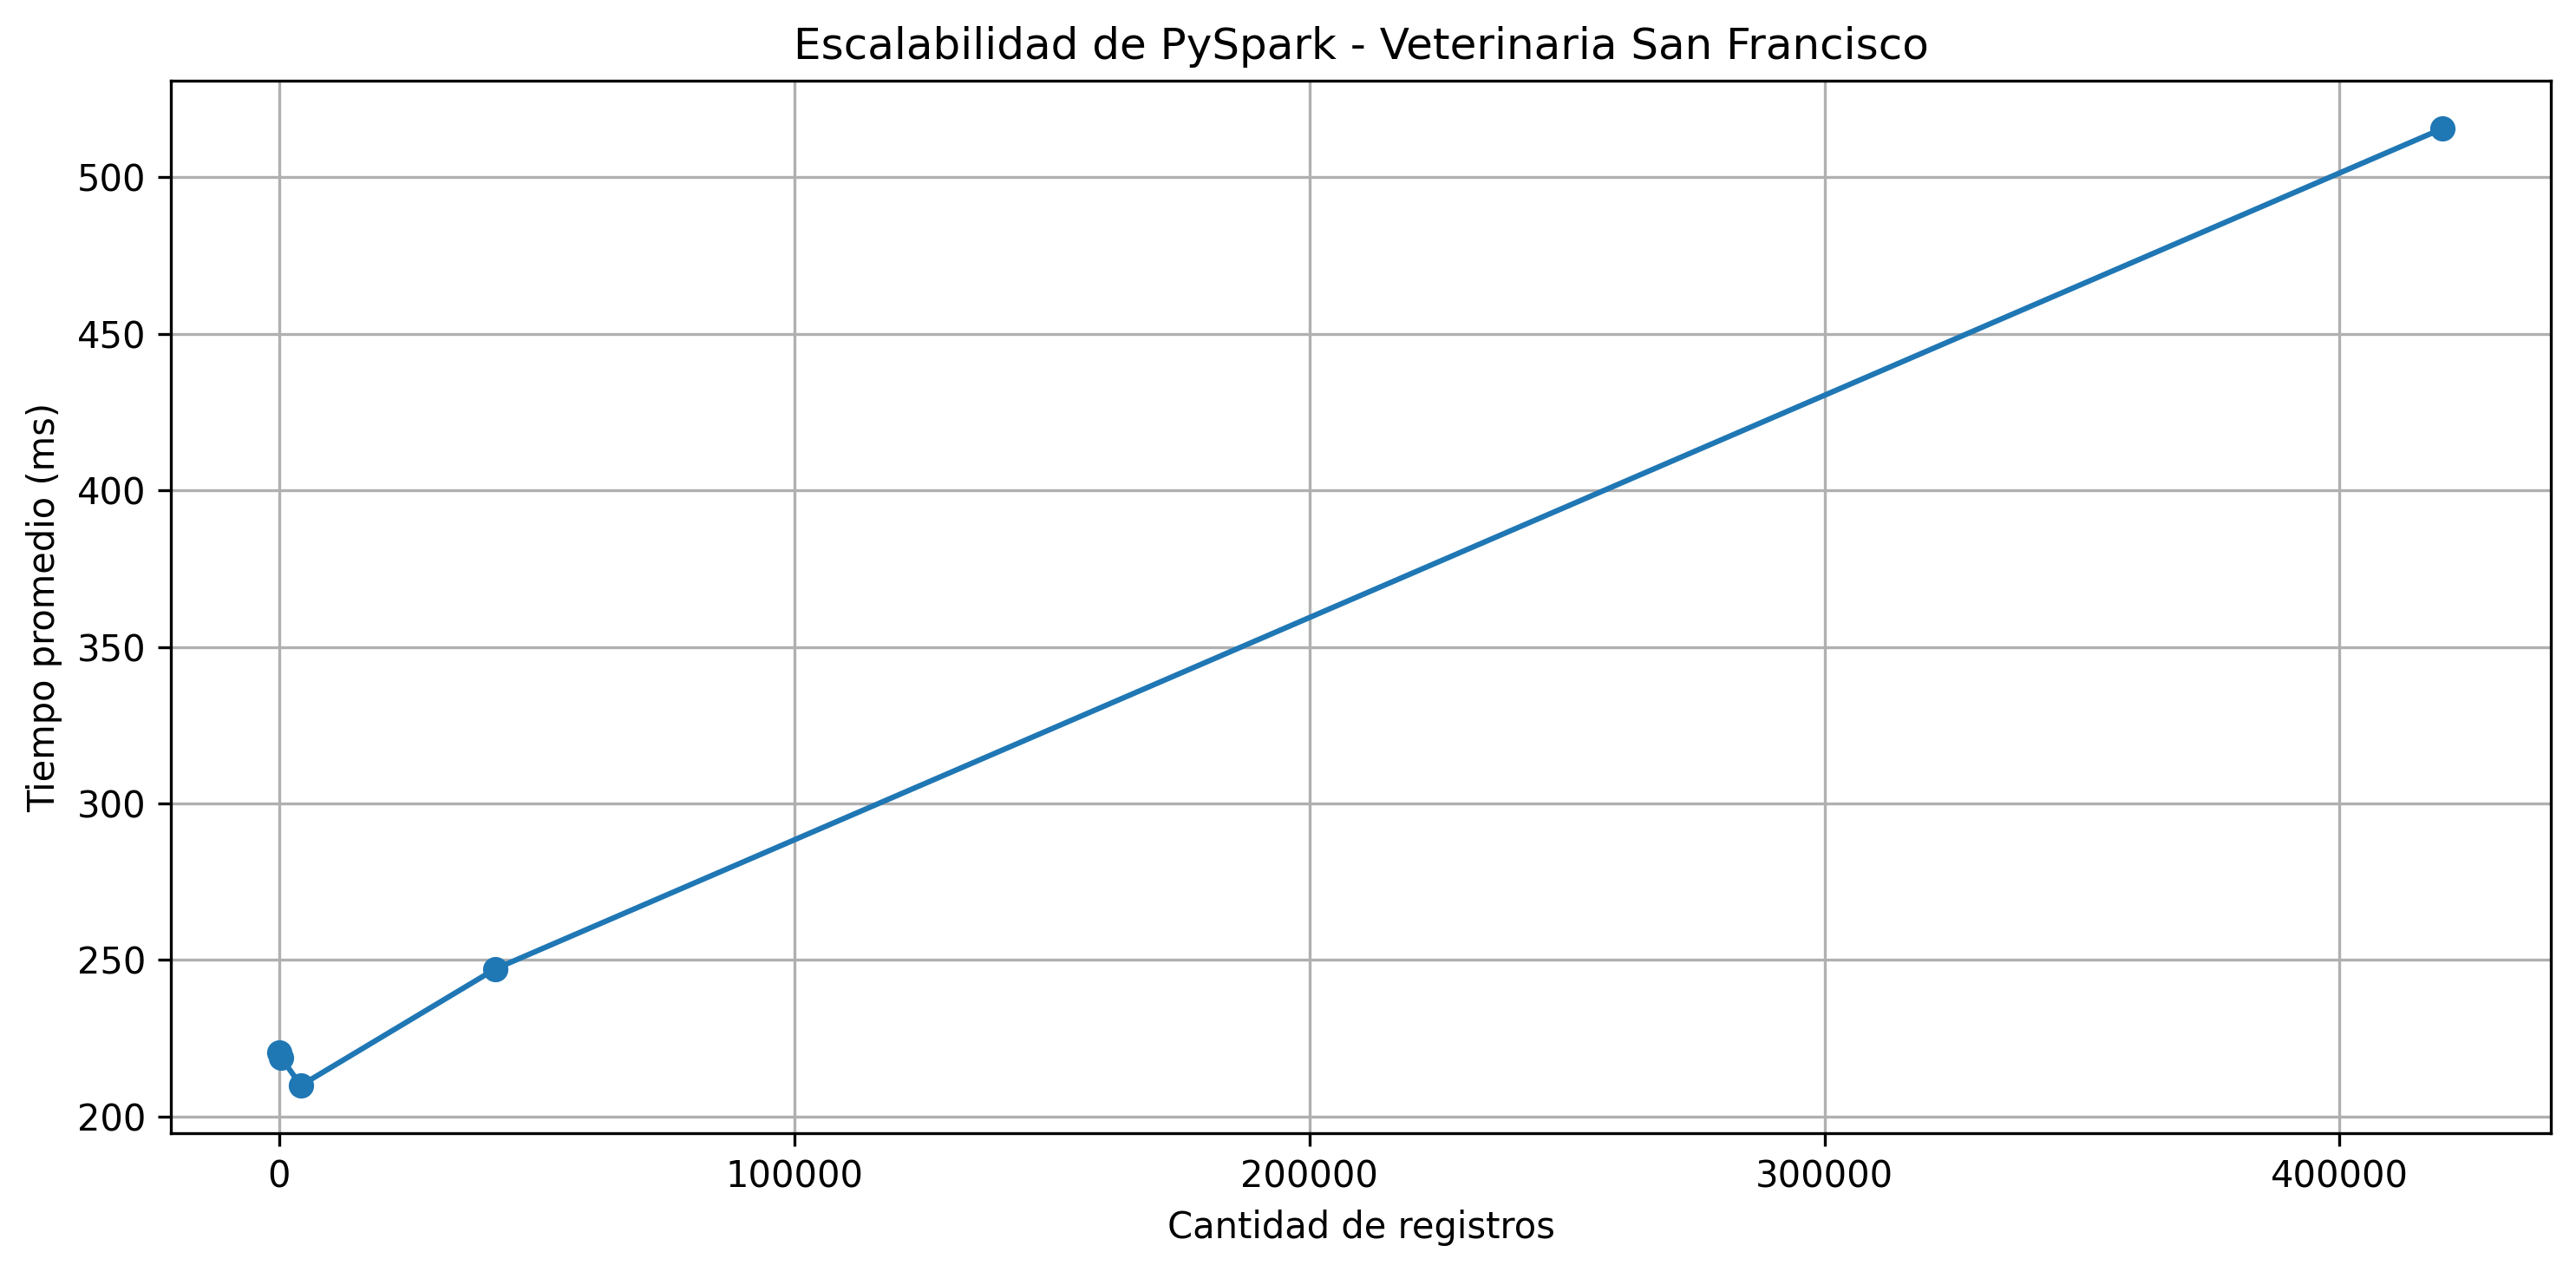 Escalabilidad de PySpark - Veterinaria San Francisco
Tiempo promedio (ms)
500
450
400
350
300
250
200
0 100000 200000 300000 400000
Cantidad de registros